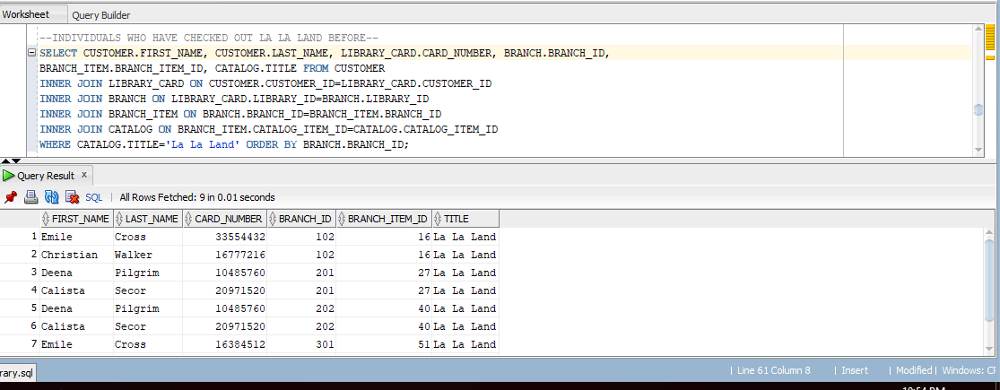 Worksheet Query Builder
--INDIVIDUALS WHO HAVE CHECKED OUT LA LA LAND BEFORE--
SELECT CUSTOMER.FIRST_NAME, CUSTOMER.LAST_NAME, LIBRARY_CARD.CARD_NUMBER, BRANCH.BRANCH_ID,
BRANCH_ITEM.BRANCH_ITEM_ID, CATALOG.TITLE FROM CUSTOMER
INNER JOIN LIBRARY_CARD ON CUSTOMER.CUSTOMER_ID=LIBRARY_CARD.CUSTOMER_ID
INNER JOIN BRANCH ON LIBRARY_CARD.LIBRARY_ID=BRANCH.LIBRARY_ID
INNER JOIN BRANCH_ITEM ON BRANCH.BRANCH_ID=BRANCH_ITEM.BRANCH_ID
INNER JOIN CATALOG ON BRANCH_ITEM.CATALOG_ITEM_ID=CATALOG.CATALOG_ITEM_ID
WHERE CATALOG.TITLE='La La Land' ORDER BY BRANCH.BRANCH_ID;
Query Result x
SQL | All Rows Fetched: 9 in 0.01 seconds
FIRST_NAME LAST_NAME CARD_NUMBER BRANCH_ID BRANCH_ITEM_ID TITLE
1 Emile Cross 33554432 102 16 La La Land
2 Christian Walker 16777216 102 16 La La Land
3 Deena Pilgrim 10485760 201 27 La La Land
4 Calista Secor 20971520 201 27 La La Land
5 Deena Pilgrim 10485760 202 40 La La Land
6 Calista Secor 20971520 202 40 La La Land
7 Emile Cross 16384512 301 51 La La Land
rary.sql | Line 61 Column 8 | Insert | Modified | Windows: CF